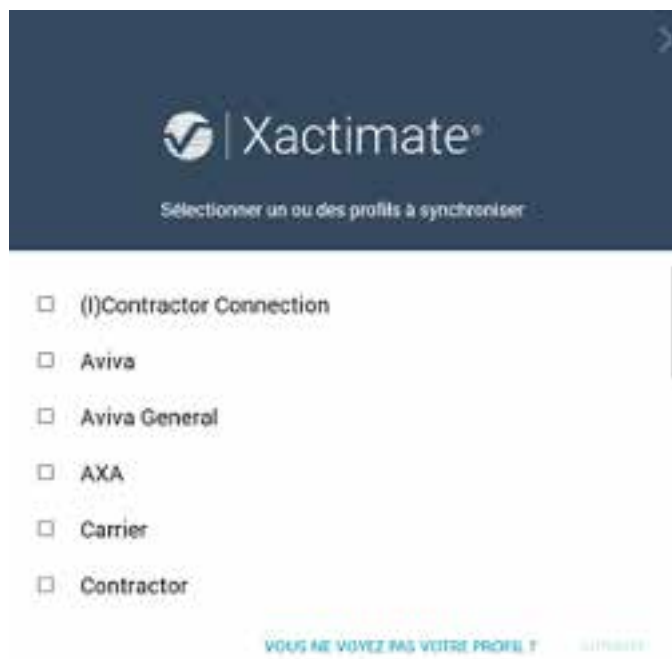 Xactimate®
Sélectionner un ou des profils à synchroniser
(I)Contractor Connection
Aviva
Aviva General
AXA
Carrier
Contractor
VOUS NE VOYEZ PAS VOTRE PROFIL ?